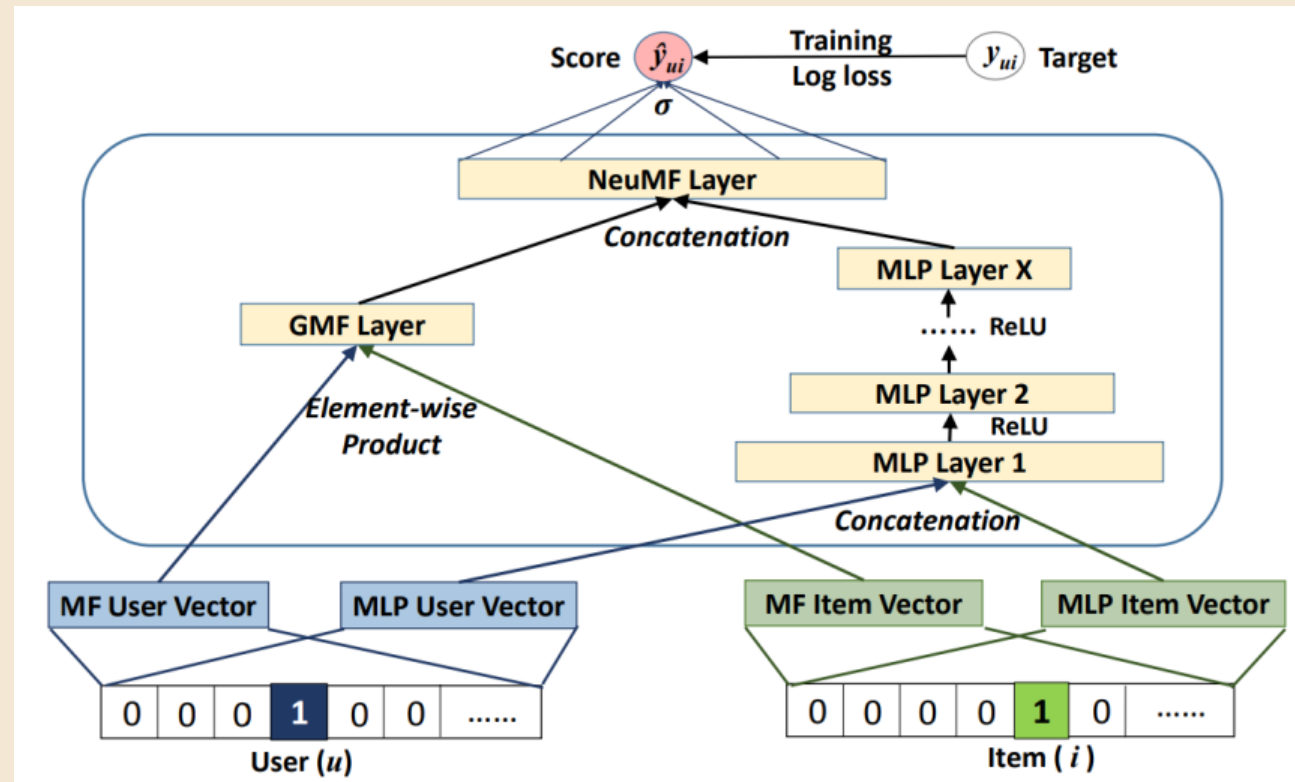 Score ŷui Training yui Target
Log loss
σ
NeuMF Layer
Concatenation
MLP Layer X
GMF Layer
...... ReLU
MLP Layer 2
Element-wise
Product
ReLU
MLP Layer 1
Concatenation
MF User Vector MLP User Vector MF Item Vector MLP Item Vector
0 0 0 1 0 0 ...... 0 0 0 0 1 0 ......
User (u) Item ( i )